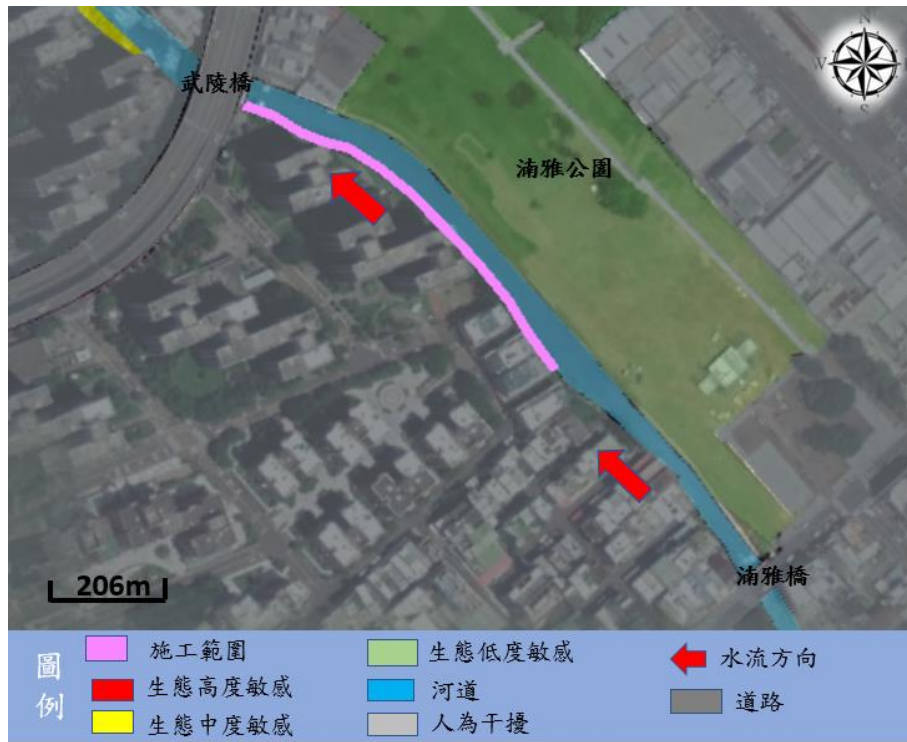 N
W
S
武陵橋
湳雅公園
湳雅橋
206m
圖例
施工範圍
生態高度敏感
生態中度敏感
生態低度敏感
河道
人為干擾
水流方向
道路